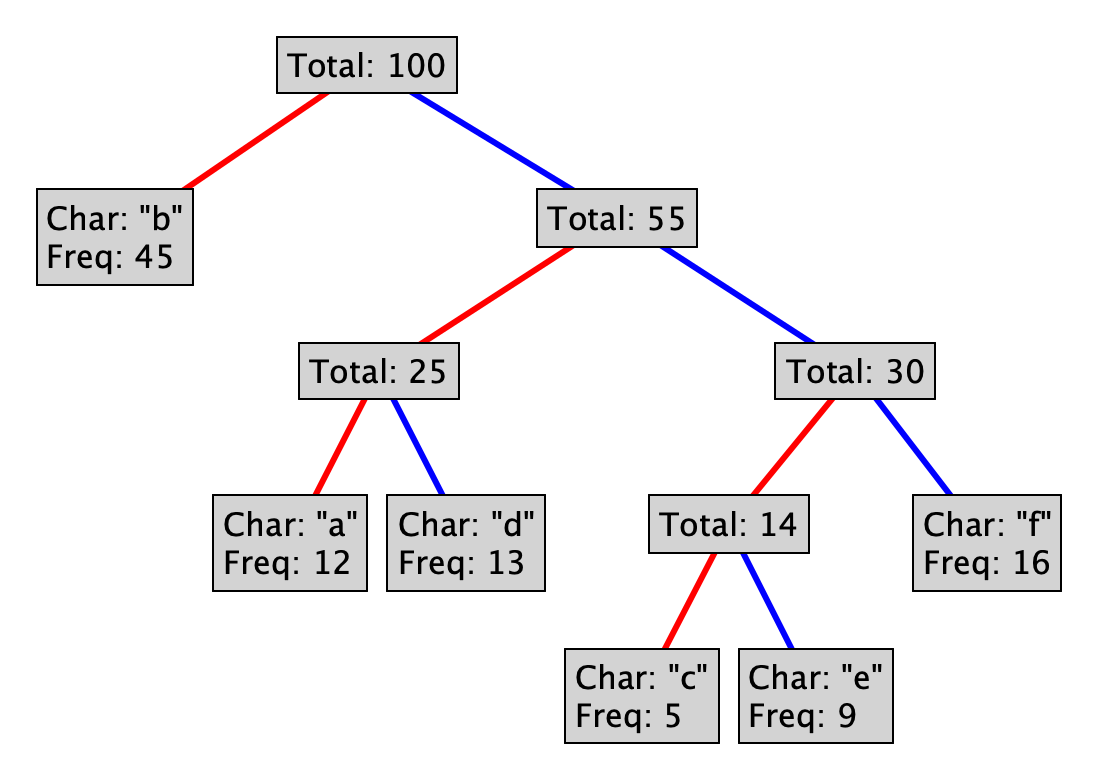 Total: 100
Char: "b"
Freq: 45
Total: 55
Total: 25
Total: 30
Char: "a"
Freq: 12
Char: "d"
Freq: 13
Total: 14
Char: "f"
Freq: 16
Char: "c"
Freq: 5
Char: "e"
Freq: 9